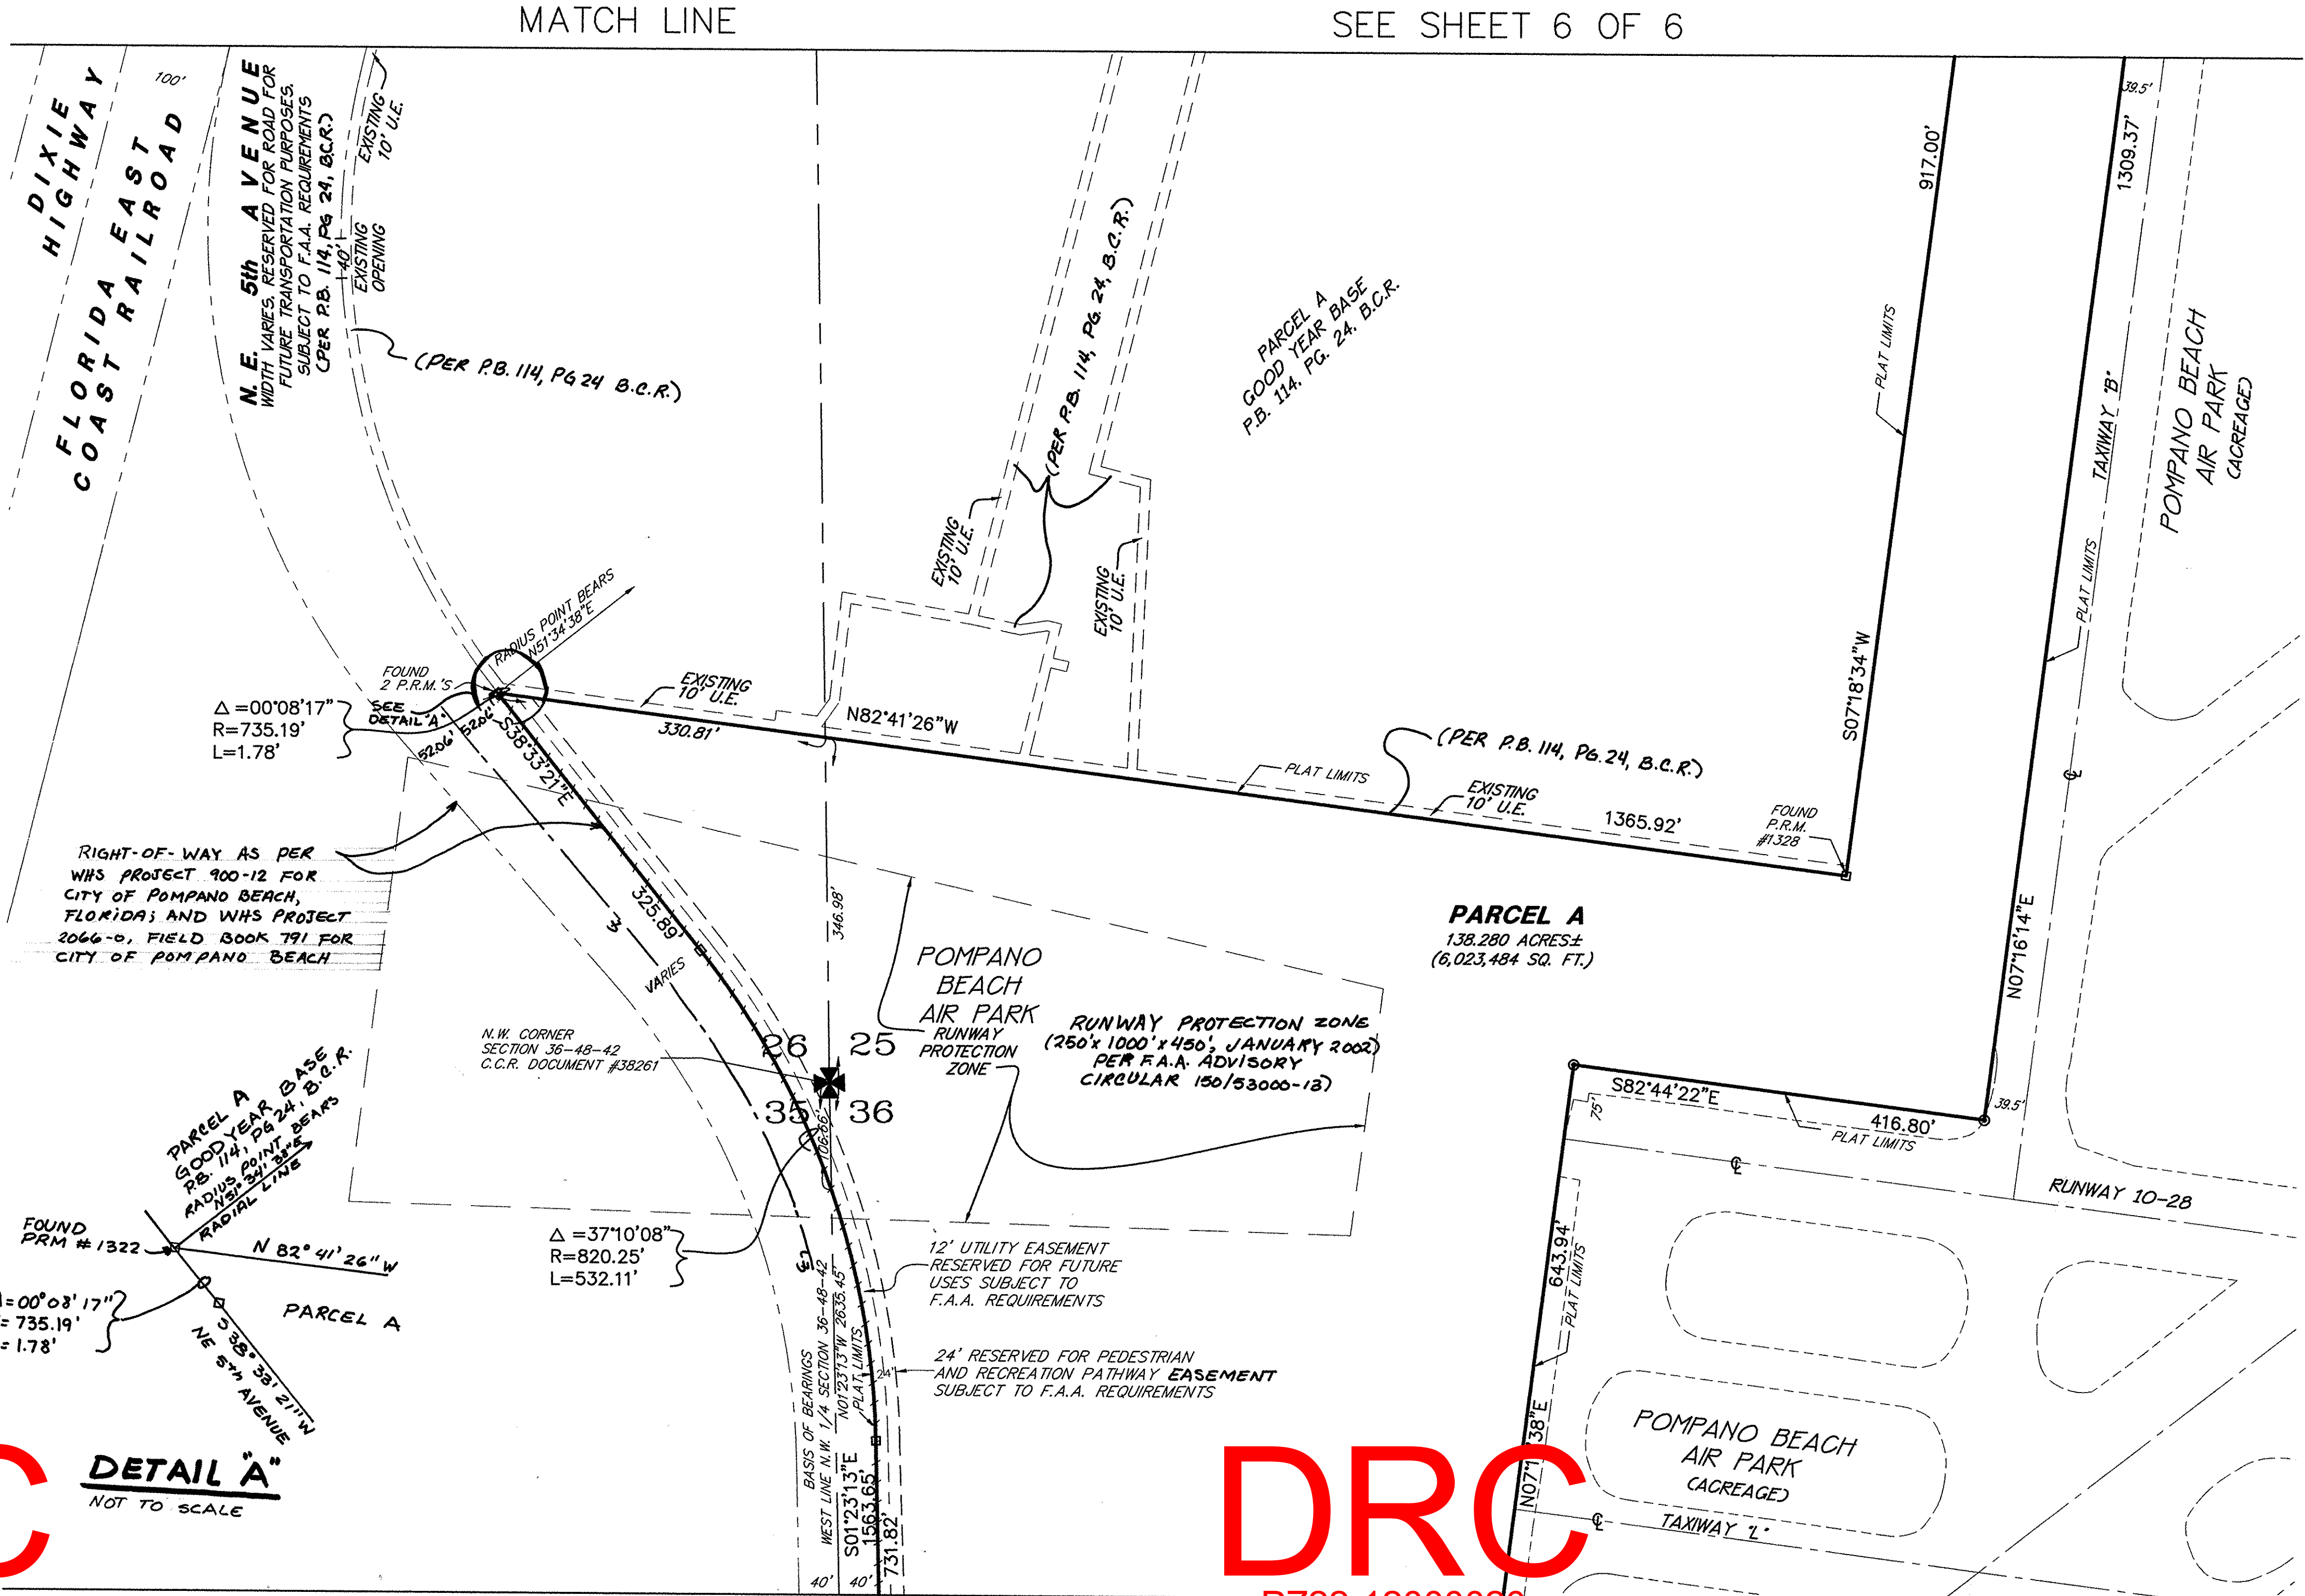 MATCH LINE
SEE SHEET 6 OF 6
DIXIE
HIGHWAY
100'
FLORIDA EAST
COAST RAILROAD
N.E. 5th AVENUE
WIDTH VARIES, RESERVED FOR ROAD FOR
FUTURE TRANSPORTATION PURPOSES.
SUBJECT TO F.A.A. REQUIREMENTS
(PER P.B. 114, PG 24, B.C.R.)
EXISTING
10' U.E.
40'
EXISTING
OPENING
(PER P.B. 114, PG 24 B.C.R.)
(PER P.B. 114, PG. 24, B.C.R.)
PARCEL A
GOOD YEAR BASE
P.B. 114, PG. 24, B.C.R.
917.00'
39.5'
1309.37'
PLAT LIMITS
TAXIWAY "B"
POMPANO BEACH
AIR PARK
(ACREAGE)
PLAT LIMITS
EXISTING
10' U.E.
EXISTING
10' U.E.
RADIUS POINT BEARS
N51°34'38"E
FOUND
2 P.R.M.'S
SEE
DETAIL "A"
Δ =00°08'17"
R=735.19'
L=1.78'
52.06'
52.06'
S38°33'21"E
EXISTING
10' U.E.
330.81'
N82°41'26"W
S07°18'34"W
(PER P.B. 114, PG. 24, B.C.R.)
PLAT LIMITS
EXISTING
10' U.E.
1365.92'
FOUND
P.R.M.
#1328
RIGHT-OF-WAY AS PER
WHS PROJECT 900-12 FOR
CITY OF POMPANO BEACH,
FLORIDA; AND WHS PROJECT
2066-0, FIELD BOOK 791 FOR
CITY OF POMPANO BEACH
325.89'
346.98'
VARIES
PARCEL A
138.280 ACRES±
(6,023,484 SQ. FT.)
N07°16'14"E
POMPANO
BEACH
AIR PARK
RUNWAY
PROTECTION
ZONE
RUNWAY PROTECTION ZONE
(250' x 1000' x 450', JANUARY 2002)
PER F.A.A. ADVISORY
CIRCULAR 150/53000-13)
N.W. CORNER
SECTION 36-48-42
C.C.R. DOCUMENT #38261
26 25
35 36
106.66'
S82°44'22"E
75'
416.80'
39.5'
PLAT LIMITS
RUNWAY 10-28
PARCEL A
GOOD YEAR BASE
P.B. 114, PG 24, B.C.R.
RADIUS POINT BEARS
N51° 34' 38"E
RADIAL LINE
FOUND
PRM # 1322
N 82° 41' 26" W
=00° 08' 17"
= 735.19'
= 1.78'
PARCEL A
S 38° 33' 21" W
NE 5th AVENUE
DETAIL "A"
NOT TO SCALE
Δ =37°10'08"
R=820.25'
L=532.11'
12' UTILITY EASEMENT
RESERVED FOR FUTURE
USES SUBJECT TO
F.A.A. REQUIREMENTS
24' RESERVED FOR PEDESTRIAN
AND RECREATION PATHWAY EASEMENT
SUBJECT TO F.A.A. REQUIREMENTS
24'
BASIS OF BEARINGS
WEST LINE N.W. 1/4 SECTION 36-48-42
N01°23'13"W 2635.45'
PLAT LIMITS
S01°23'13"E
1563.65'
731.82'
40' 40'
643.94'
PLAT LIMITS
POMPANO BEACH
AIR PARK
(ACREAGE)
TAXIWAY "L"
DRC